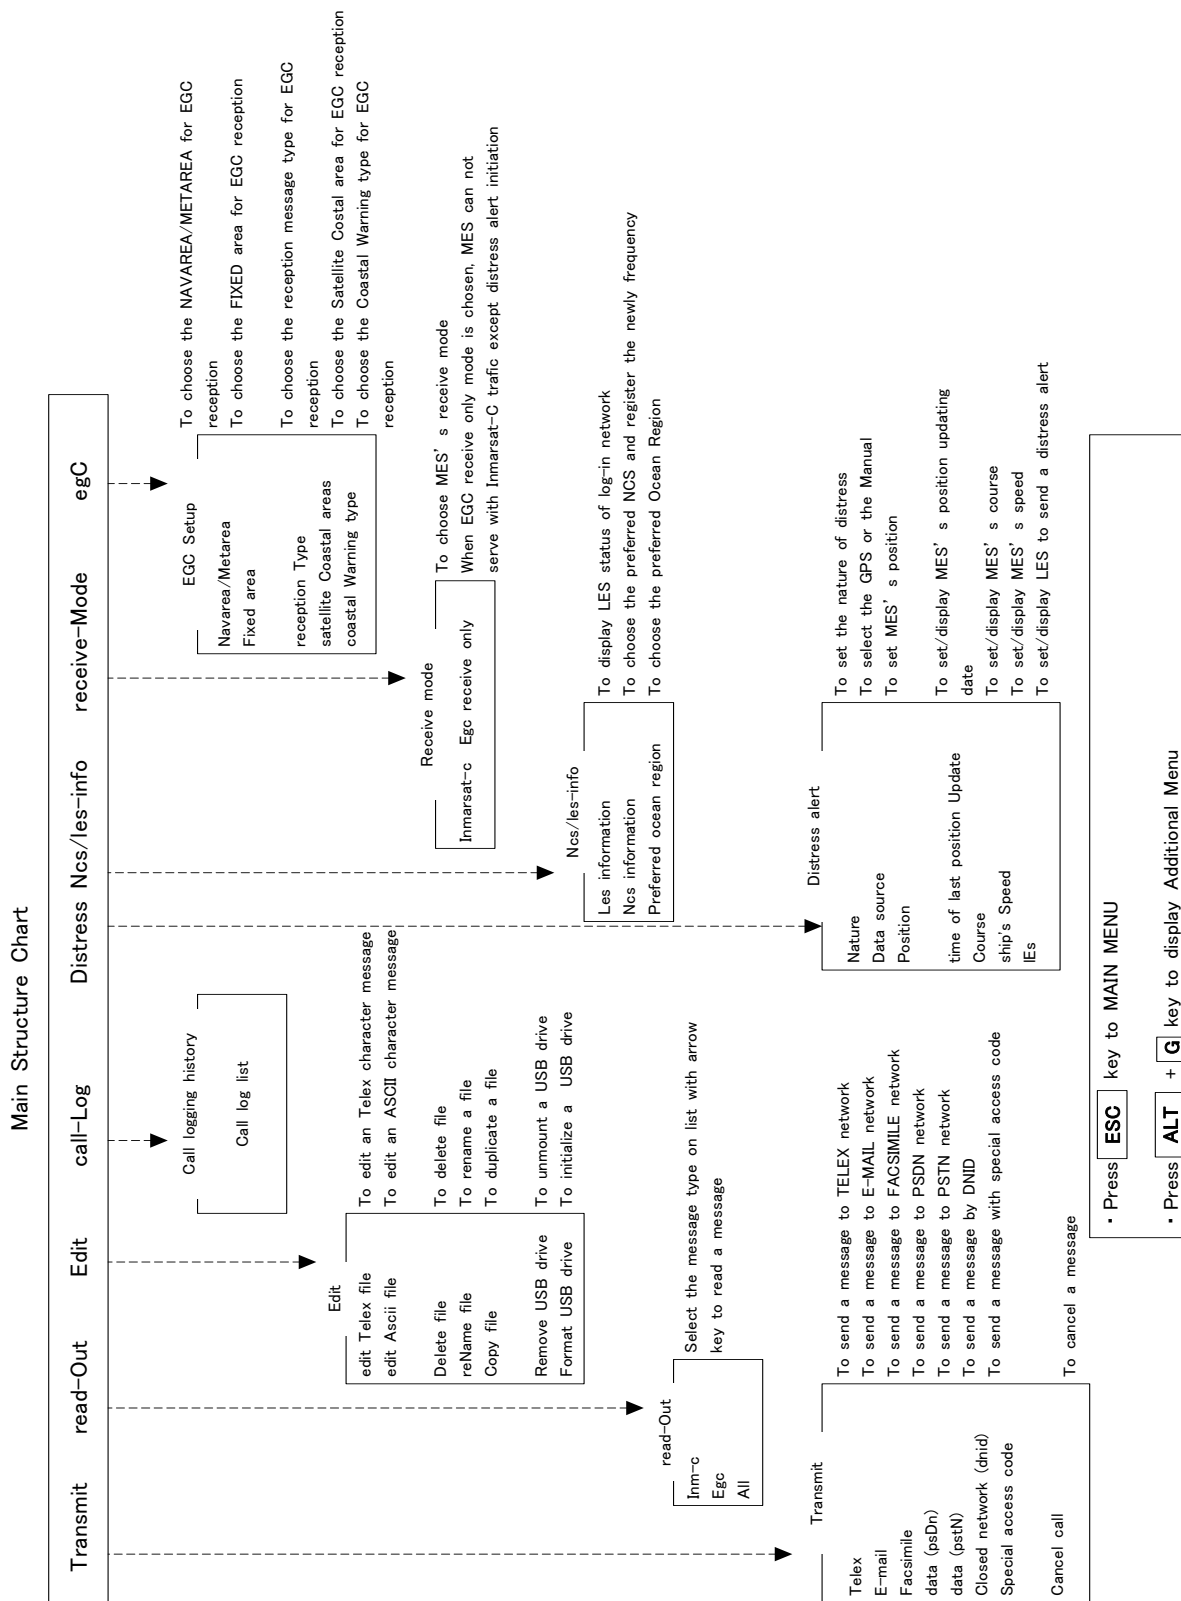 Main Structure Chart
Transmit read-Out Edit call-Log Distress Ncs/les-info receive-Mode egC
EGC Setup
Navarea/Metarea
Fixed area
reception Type
satellite Coastal areas
coastal Warning type
To choose the NAVAREA/METAREA for EGC
reception
To choose the FIXED area for EGC reception
To choose the reception message type for EGC
reception
To choose the Satellite Costal area for EGC reception
To choose the Coastal Warning type for EGC
reception
Call logging history
Call log list
Receive mode
Inmarsat-c Egc receive only
To choose MES's receive mode
When EGC receive only mode is chosen, MES can not
serve with Inmarsat-C trafic except distress alert initiation
Edit
edit Telex file
edit Ascii file
Delete file
reName file
Copy file
Remove USB drive
Format USB drive
To edit an Telex character message
To edit an ASCII character message
To delete file
To rename a file
To duplicate a file
To unmount a USB drive
To initialize a USB drive
Ncs/les-info
Les information
Ncs information
Preferred ocean region
To display LES status of log-in network
To choose the preferred NCS and register the newly frequency
To choose the preferred Ocean Region
read-Out
Inm-c
Egc
All
Select the message type on list with arrow
key to read a message
Transmit
Telex
E-mail
Facsimile
data (psDn)
data (pstN)
Closed network (dnid)
Special access code
Cancel call
To send a message to TELEX network
To send a message to E-MAIL network
To send a message to FACSIMILE network
To send a message to PSDN network
To send a message to PSTN network
To send a message by DNID
To send a message with special access code
To cancel a message
Distress alert
Nature
Data source
Position
time of last position Update
Course
ship's Speed
lEs
To set the nature of distress
To select the GPS or the Manual
To set MES's position
To set/display MES's position updating
date
To set/display MES's course
To set/display MES's speed
To set/display LES to send a distress alert
・Press ESC key to MAIN MENU
・Press ALT + G key to display Additional Menu